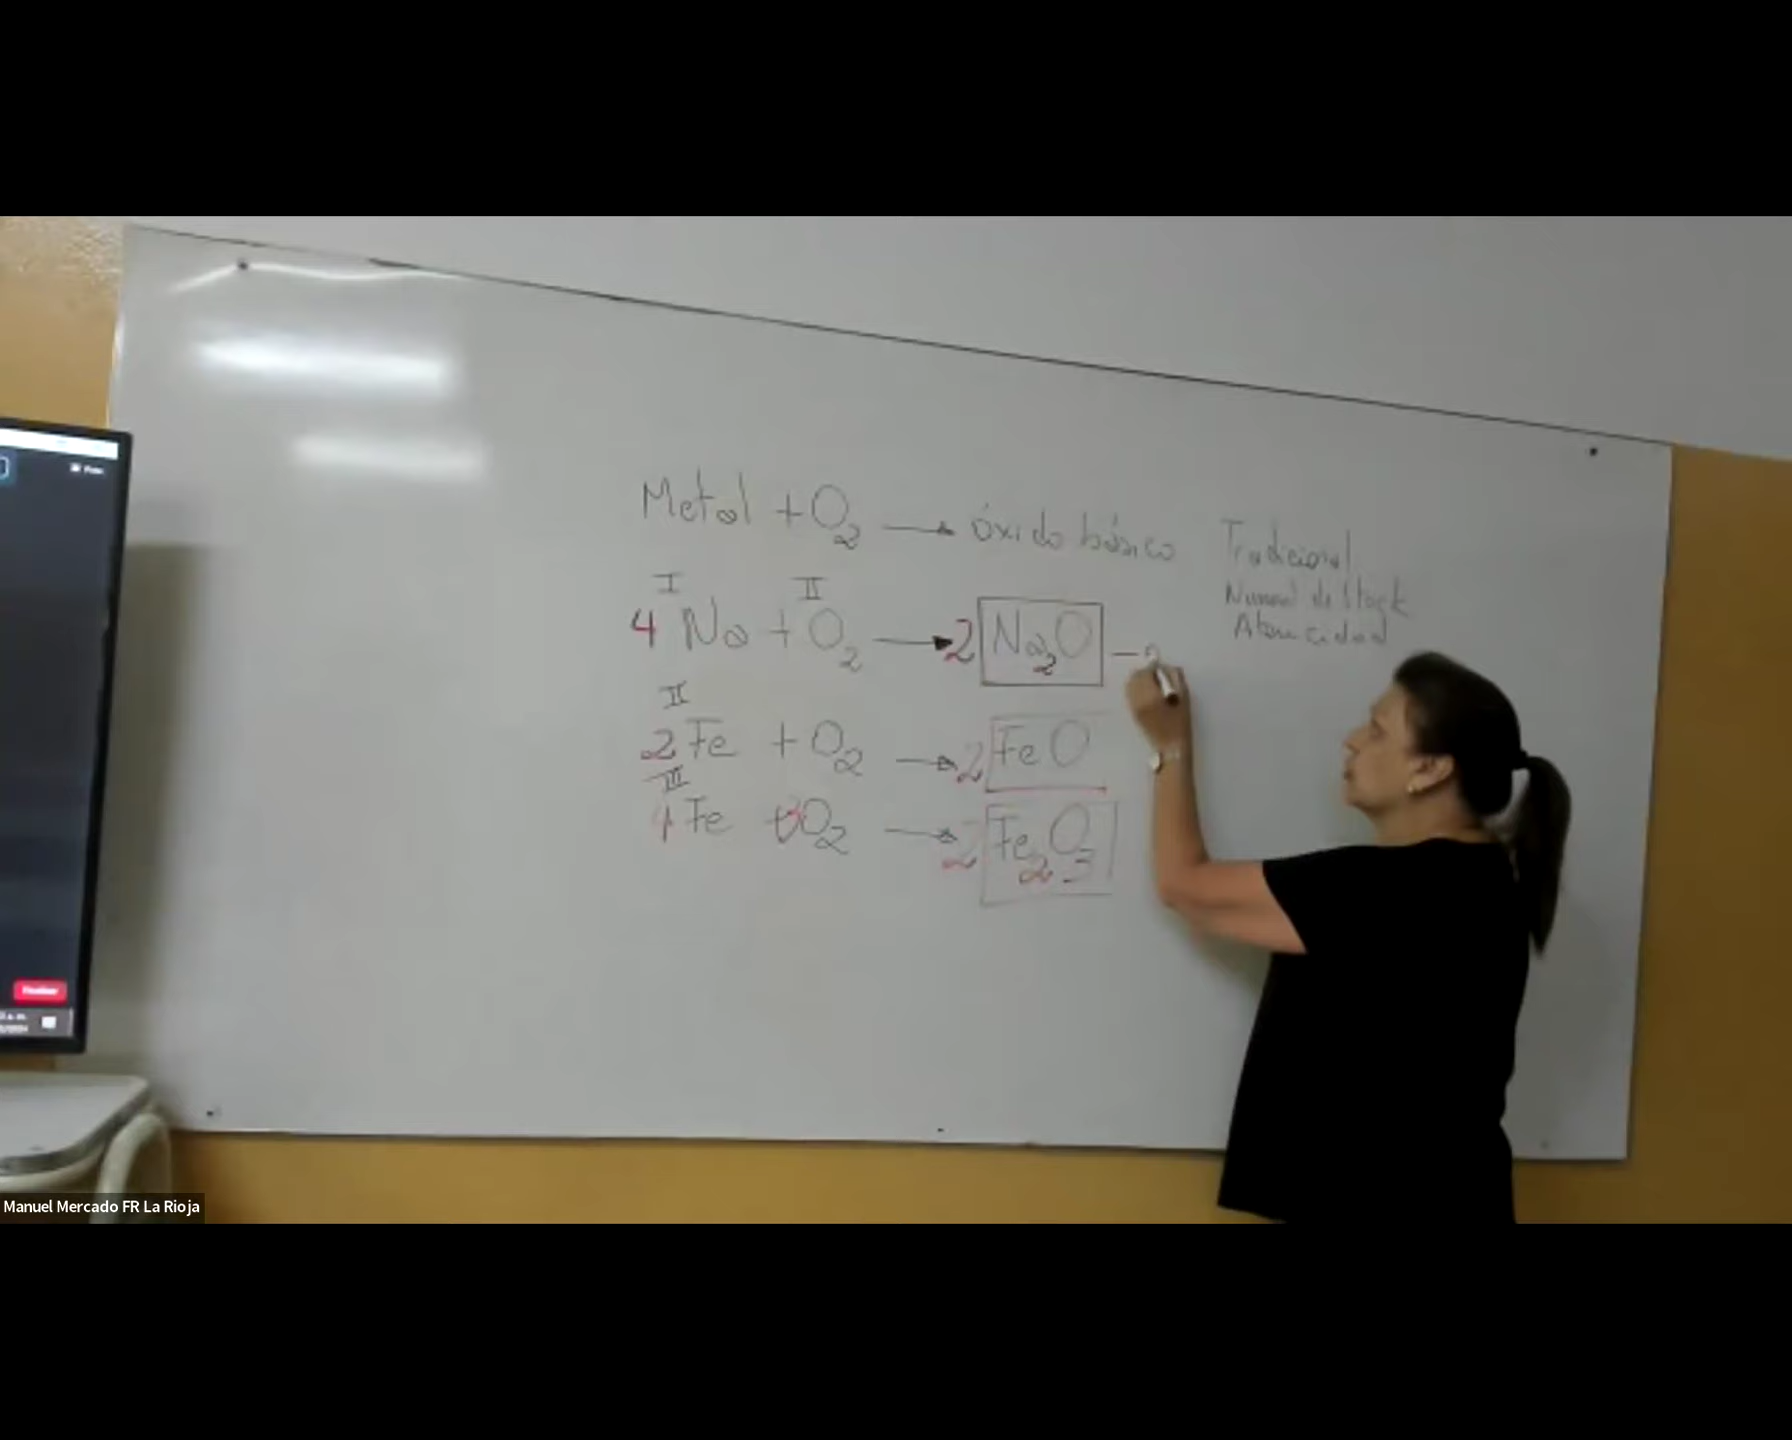 Metal + O2 → óxido básico
Tradicional
Numeral de Stock
Atomicidad
I II
4 Na + O2 → 2 Na2O —
II
2 Fe + O2 → 2 FeO
III
4 Fe + 3O2 → 2 Fe2O3
Manuel Mercado FR La Rioja